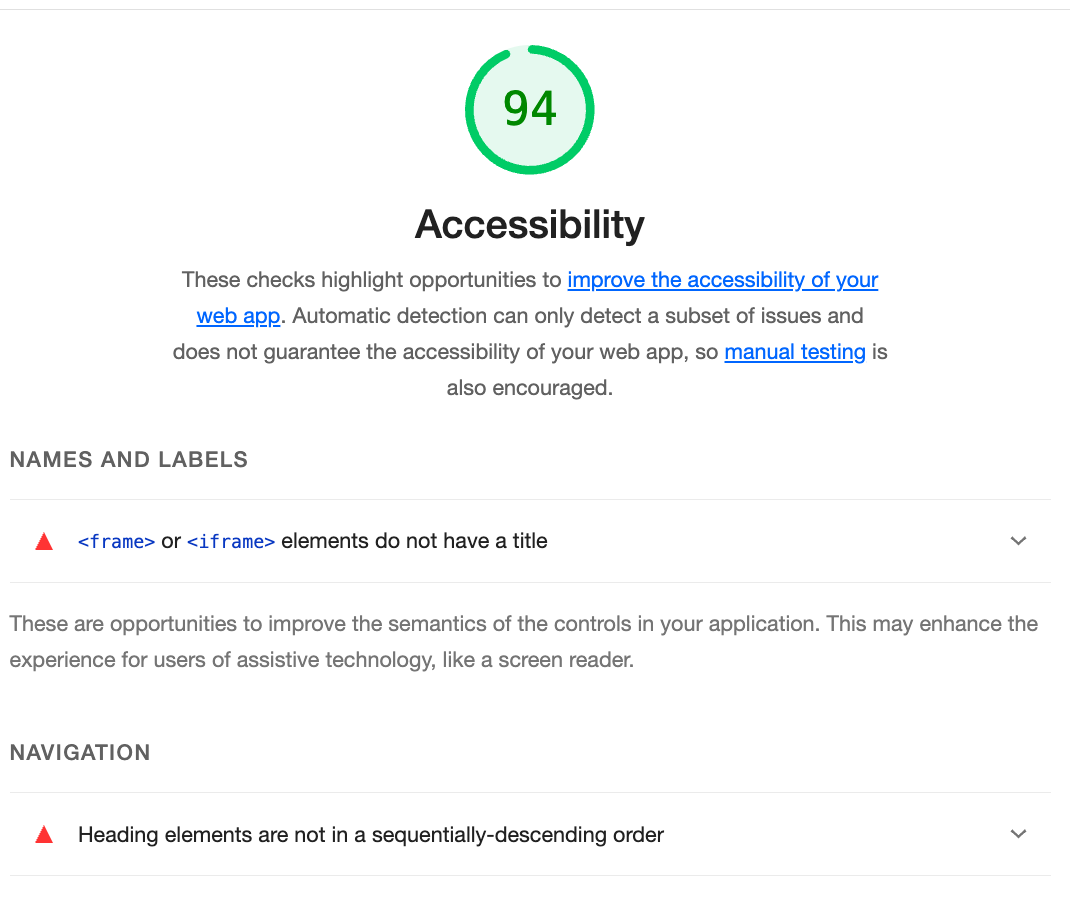 94
Accessibility
These checks highlight opportunities to improve the accessibility of your
web app. Automatic detection can only detect a subset of issues and
does not guarantee the accessibility of your web app, so manual testing is
also encouraged.
NAMES AND LABELS
<frame> or <iframe> elements do not have a title
These are opportunities to improve the semantics of the controls in your application. This may enhance the
experience for users of assistive technology, like a screen reader.
NAVIGATION
Heading elements are not in a sequentially-descending order